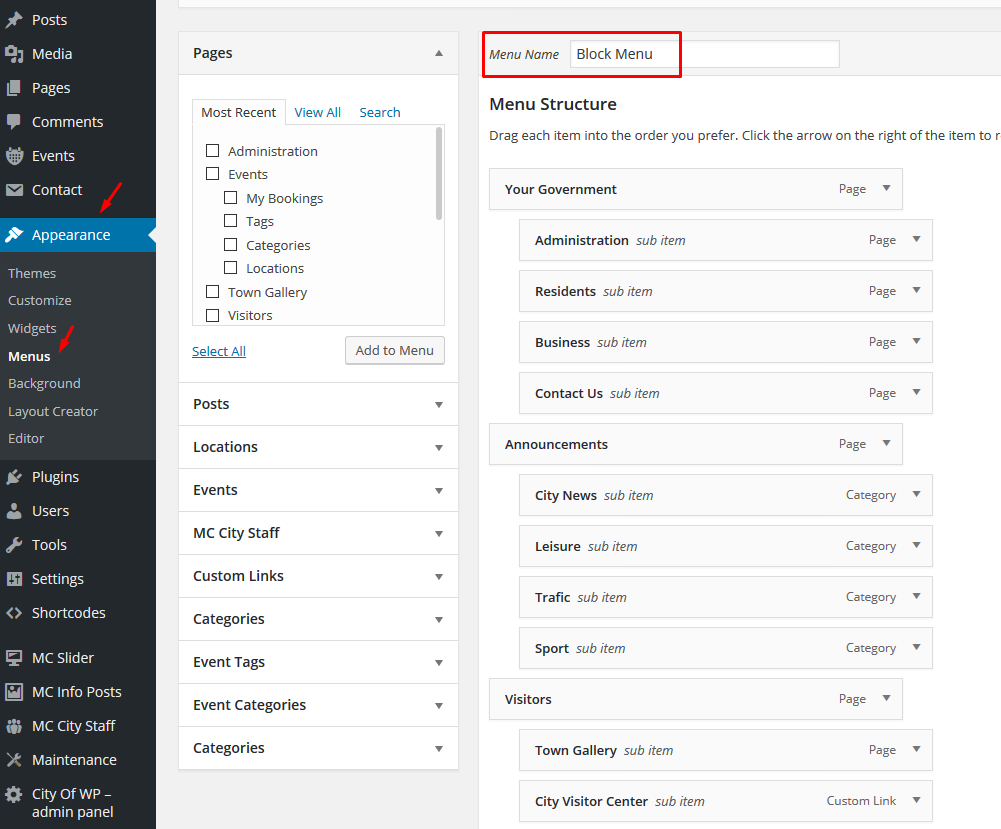 Posts
Media
Pages
Comments
Events
Contact
Appearance
Themes
Customize
Widgets
Menus
Background
Layout Creator
Editor
Plugins
Users
Tools
Settings
Shortcodes
MC Slider
MC Info Posts
MC City Staff
Maintenance
City Of WP –
admin panel
Pages
Most Recent View All Search
Administration
Events
My Bookings
Tags
Categories
Locations
Town Gallery
Visitors
Select All Add to Menu
Posts
Locations
Events
MC City Staff
Custom Links
Categories
Event Tags
Event Categories
Categories
Menu Name Block Menu
Menu Structure
Drag each item into the order you prefer. Click the arrow on the right of the item to r
Your Government Page
Administration sub item Page
Residents sub item Page
Business sub item Page
Contact Us sub item Page
Announcements Page
City News sub item Category
Leisure sub item Category
Trafic sub item Category
Sport sub item Category
Visitors Page
Town Gallery sub item Page
City Visitor Center sub item Custom Link